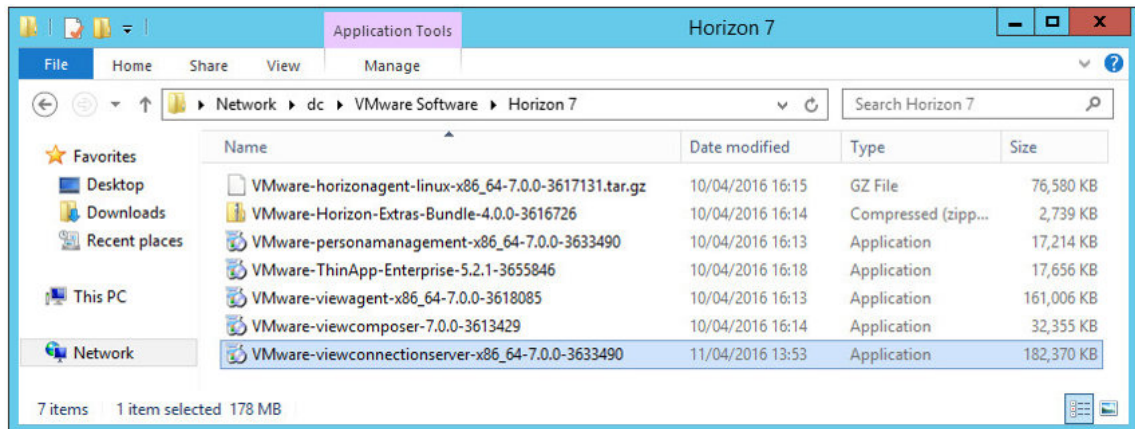 Application Tools Horizon 7
File Home Share View Manage
Network dc VMware Software Horizon 7 Search Horizon 7
Name Date modified Type Size
Favorites
Desktop
Downloads
Recent places
This PC
Network
VMware-horizonagent-linux-x86_64-7.0.0-3617131.tar.gz 10/04/2016 16:15 GZ File 76,580 KB
VMware-Horizon-Extras-Bundle-4.0.0-3616726 10/04/2016 16:14 Compressed (zipp... 2,739 KB
VMware-personamanagement-x86_64-7.0.0-3633490 10/04/2016 16:13 Application 17,214 KB
VMware-ThinApp-Enterprise-5.2.1-3655846 10/04/2016 16:18 Application 17,656 KB
VMware-viewagent-x86_64-7.0.0-3618085 10/04/2016 16:13 Application 161,006 KB
VMware-viewcomposer-7.0.0-3613429 10/04/2016 16:14 Application 32,355 KB
VMware-viewconnectionserver-x86_64-7.0.0-3633490 11/04/2016 13:53 Application 182,370 KB
7 items 1 item selected 178 MB